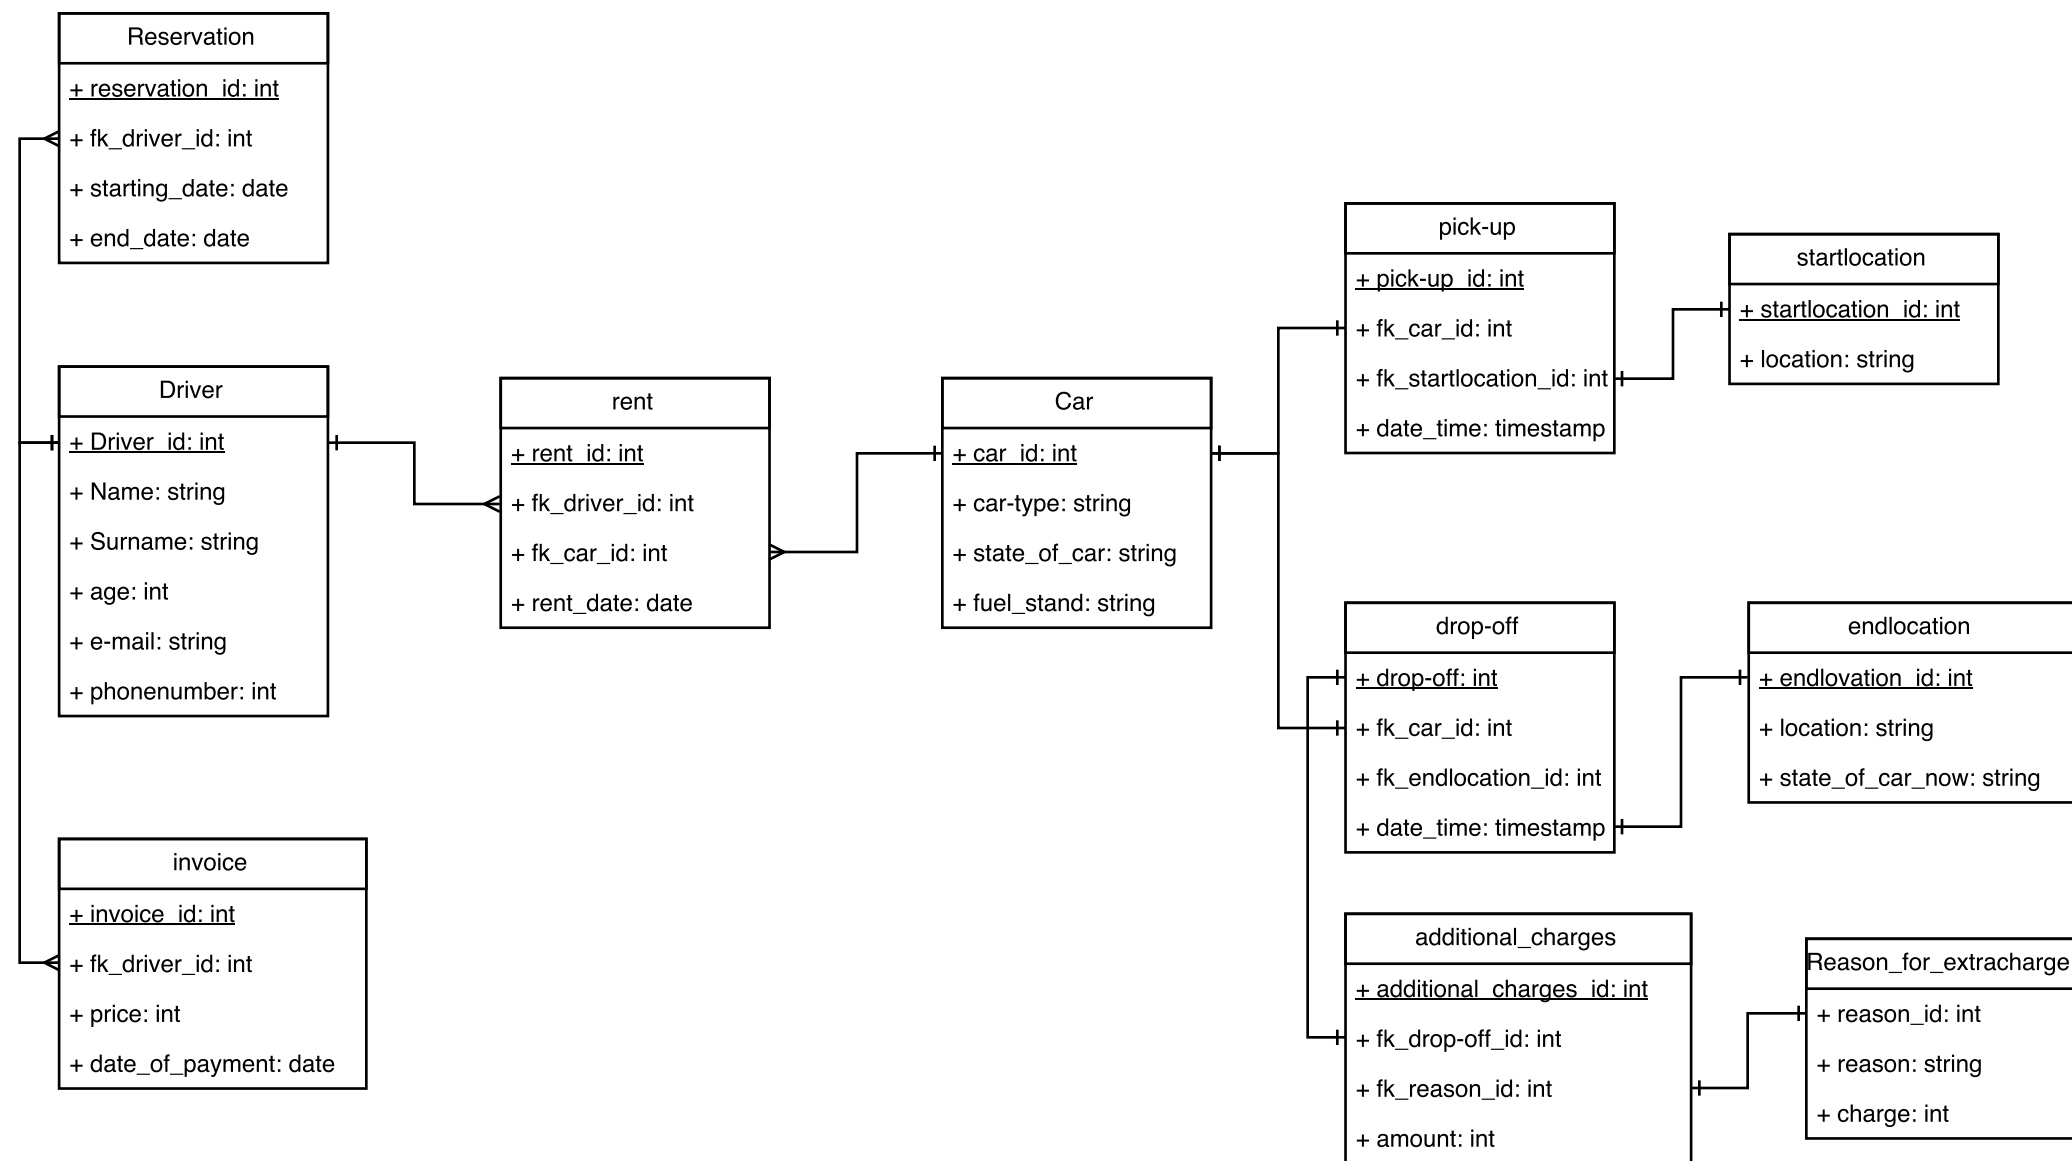 Reservation
+ reservation_id: int
+ fk_driver_id: int
+ starting_date: date
+ end_date: date
Driver
+ Driver_id: int
+ Name: string
+ Surname: string
+ age: int
+ e-mail: string
+ phonenumber: int
invoice
+ invoice_id: int
+ fk_driver_id: int
+ price: int
+ date_of_payment: date
rent
+ rent_id: int
+ fk_driver_id: int
+ fk_car_id: int
+ rent_date: date
Car
+ car_id: int
+ car-type: string
+ state_of_car: string
+ fuel_stand: string
pick-up
+ pick-up_id: int
+ fk_car_id: int
+ fk_startlocation_id: int
+ date_time: timestamp
startlocation
+ startlocation_id: int
+ location: string
drop-off
+ drop-off: int
+ fk_car_id: int
+ fk_endlocation_id: int
+ date_time: timestamp
endlocation
+ endlovation_id: int
+ location: string
+ state_of_car_now: string
additional_charges
+ additional_charges_id: int
+ fk_drop-off_id: int
+ fk_reason_id: int
+ amount: int
Reason_for_extracharge
+ reason_id: int
+ reason: string
+ charge: int